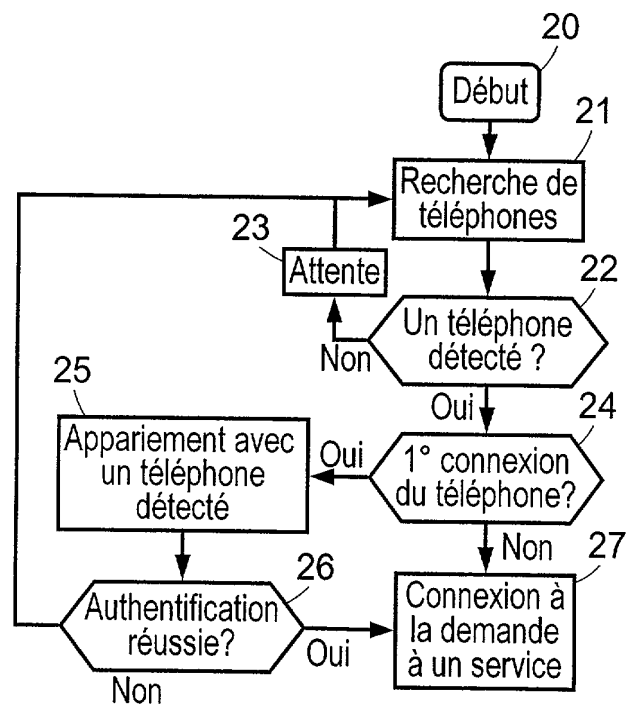 20
Début
21
Recherche de
téléphones
23
Attente
22
Un téléphone
détecté ?
Non
Oui
25
24
Appariement avec
un téléphone
détecté
Oui
1° connexion
du téléphone?
Non
26
27
Authentification
réussie?
Oui
Non
Connexion à
la demande
à un service